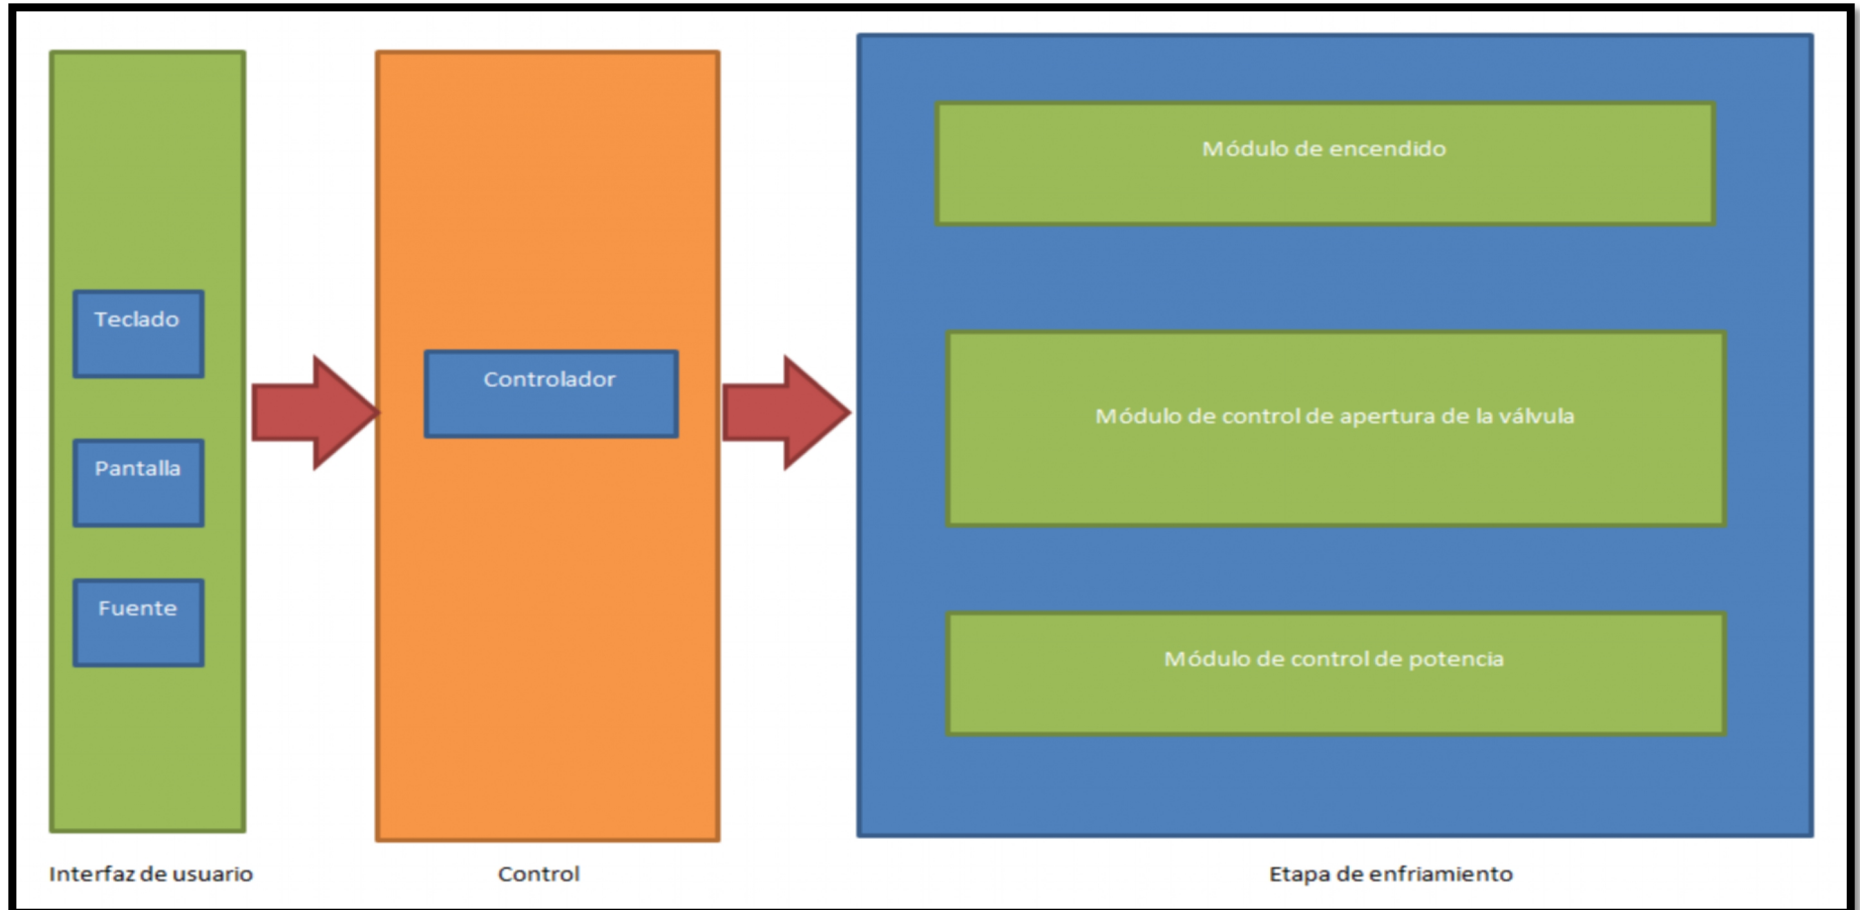 Teclado
Pantalla
Fuente
Interfaz de usuario
Controlador
Control
Módulo de encendido
Módulo de control de apertura de la válvula
Módulo de control de potencia
Etapa de enfriamiento